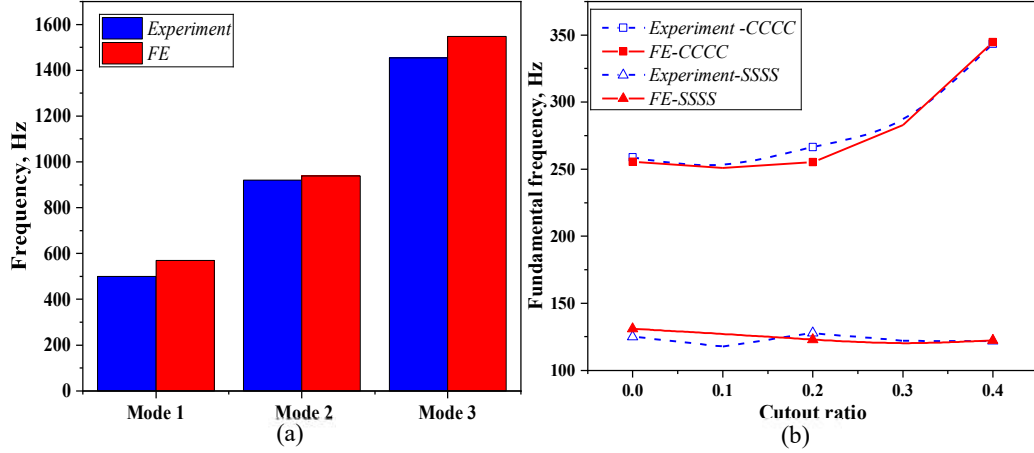 1600
1400
1200
1000
800
600
400
200
0
Frequency, Hz
Experiment
FE
Mode 1
Mode 2
Mode 3
(a)
350
300
250
200
150
100
Fundamental frequency, Hz
Experiment -CCCC
FE-CCCC
Experiment-SSSS
FE-SSSS
0.0
0.1
0.2
0.3
0.4
Cutout ratio
(b)